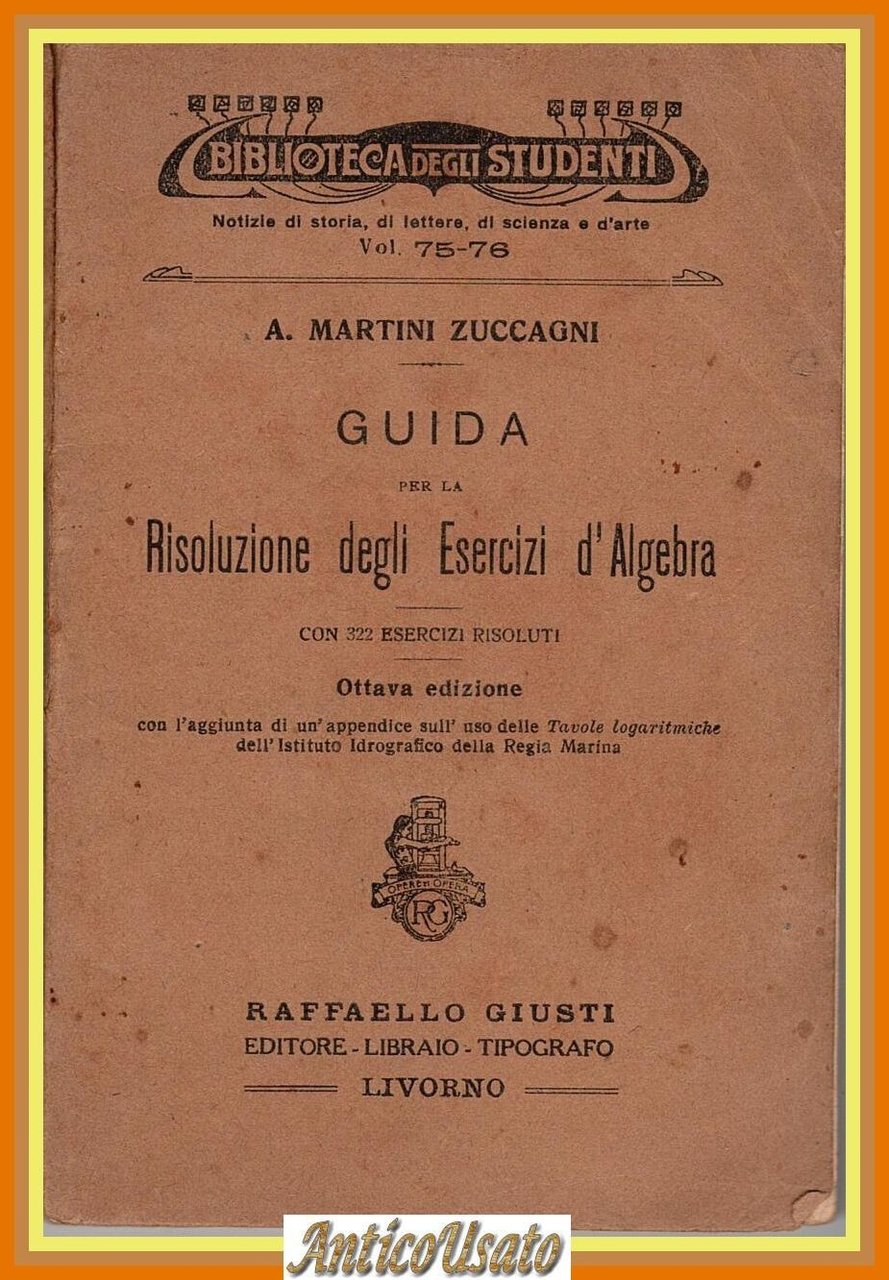 BIBLIOTECA DEGLI STUDENTI
Notizie di storia, di lettere, di scienza e d'arte
Vol. 75-76
A. MARTINI ZUCCAGNI
GUIDA
PER LA
Risoluzione degli Esercizi d'Algebra
CON 322 ESERCIZI RISOLUTI
Ottava edizione
con l'aggiunta di un' appendice sull' uso delle Tavole logaritmiche
dell' Istituto Idrografico della Regia Marina
RG
RAFFAELLO GIUSTI
EDITORE - LIBRAIO - TIPOGRAFO
LIVORNO
AnticoUsato